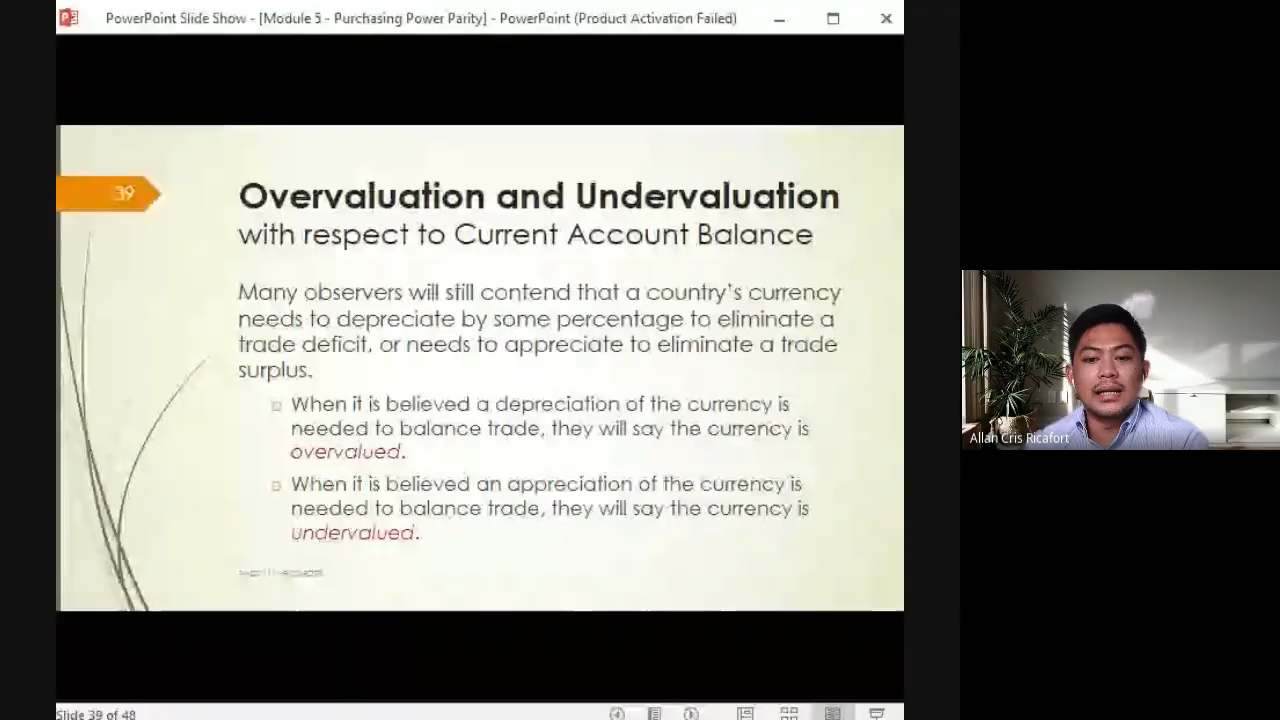 PowerPoint Slide Show - [Module 5 - Purchasing Power Parity] - PowerPoint (Product Activation Failed)
39
Overvaluation and Undervaluation
with respect to Current Account Balance
Many observers will still contend that a country's currency
needs to depreciate by some percentage to eliminate a
trade deficit, or needs to appreciate to eliminate a trade
surplus.
When it is believed a depreciation of the currency is
needed to balance trade, they will say the currency is
overvalued.
When it is believed an appreciation of the currency is
needed to balance trade, they will say the currency is
undervalued.
Allan Cris Ricafort
Slide 39 of 48